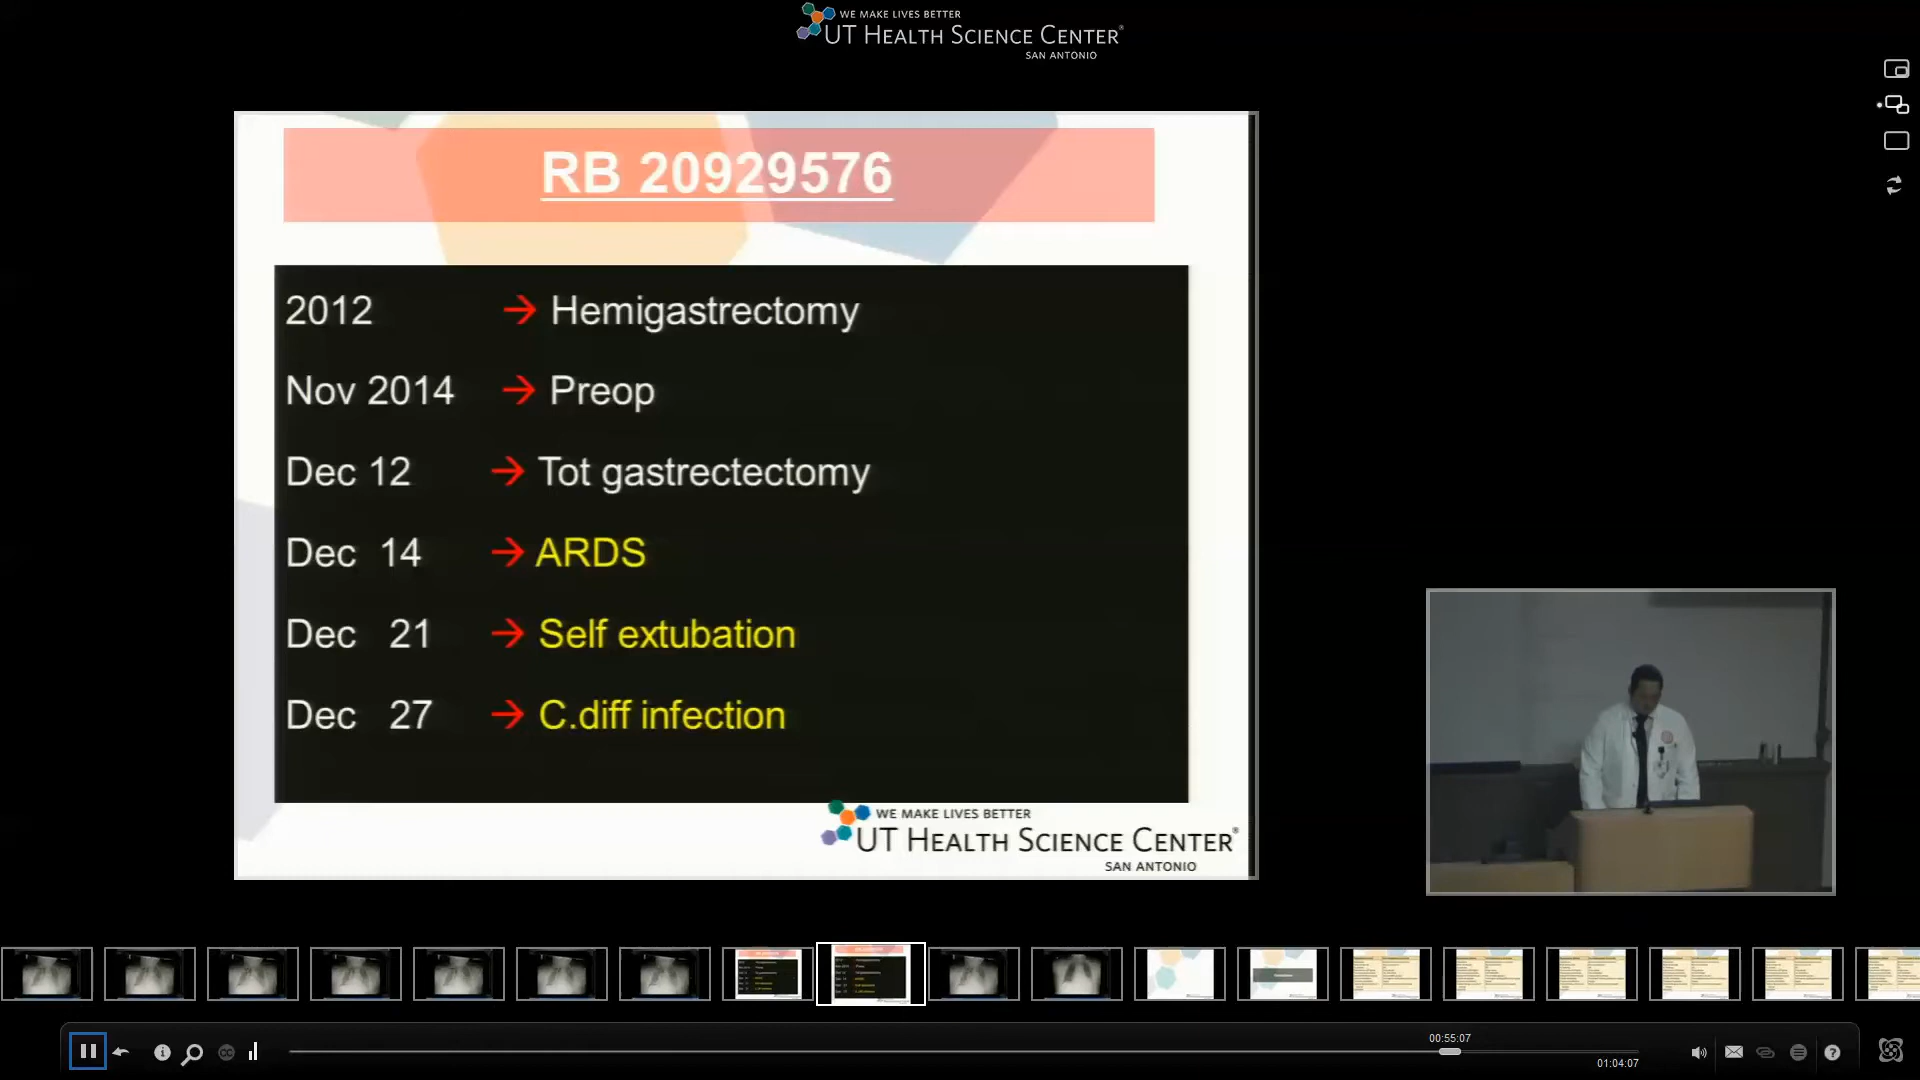 WE MAKE LIVES BETTER
UT HEALTH SCIENCE CENTER®
SAN ANTONIO
RB 20929576
2012 → Hemigastrectomy
Nov 2014 → Preop
Dec 12 → Tot gastrectectomy
Dec 14 → ARDS
Dec 21 → Self extubation
Dec 27 → C.diff infection
WE MAKE LIVES BETTER
UT HEALTH SCIENCE CENTER®
SAN ANTONIO
00:55:07
01:04:07